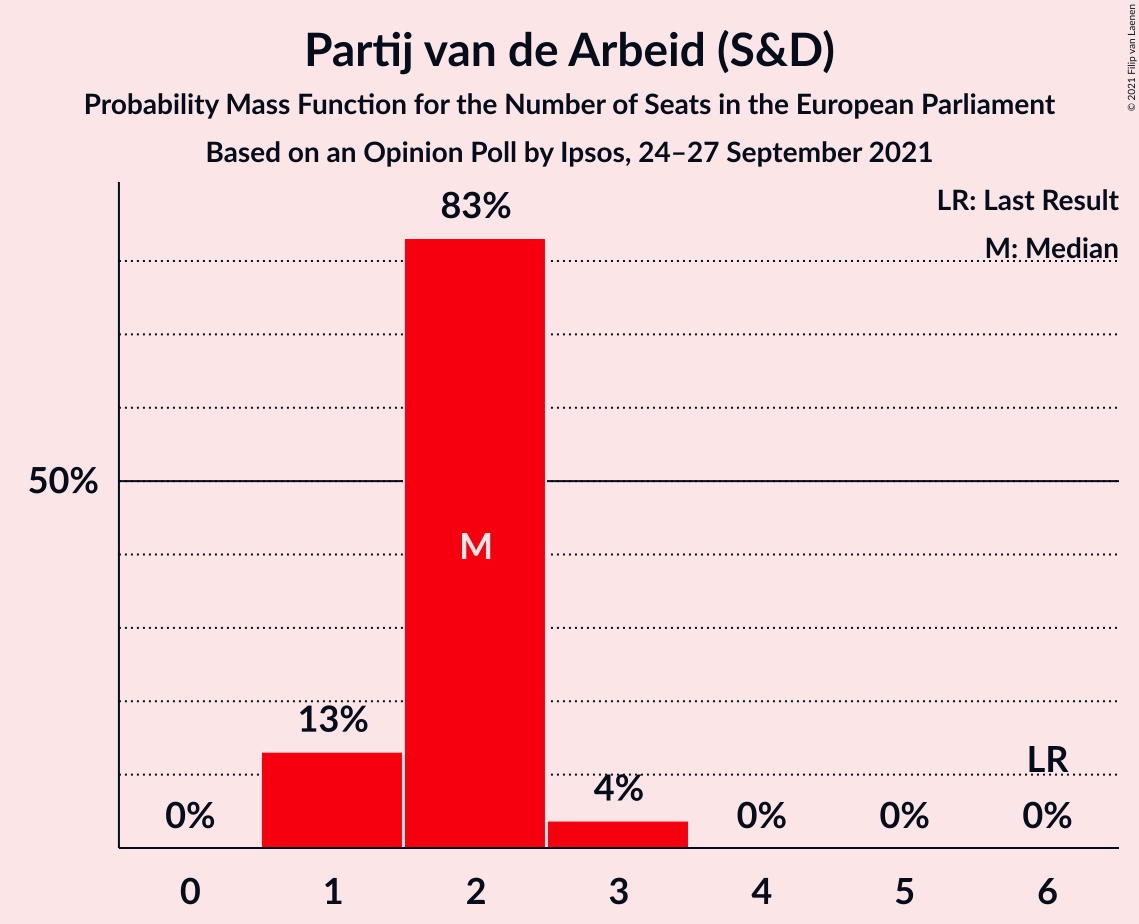 Partij van de Arbeid (S&D)
Probability Mass Function for the Number of Seats in the European Parliament
Based on an Opinion Poll by Ipsos, 24–27 September 2021
© 2021 Filip van Laenen
LR: Last Result
M: Median
83%
50%
M
13%
4%
LR
0%
0%
0%
0%
0 1 2 3 4 5 6